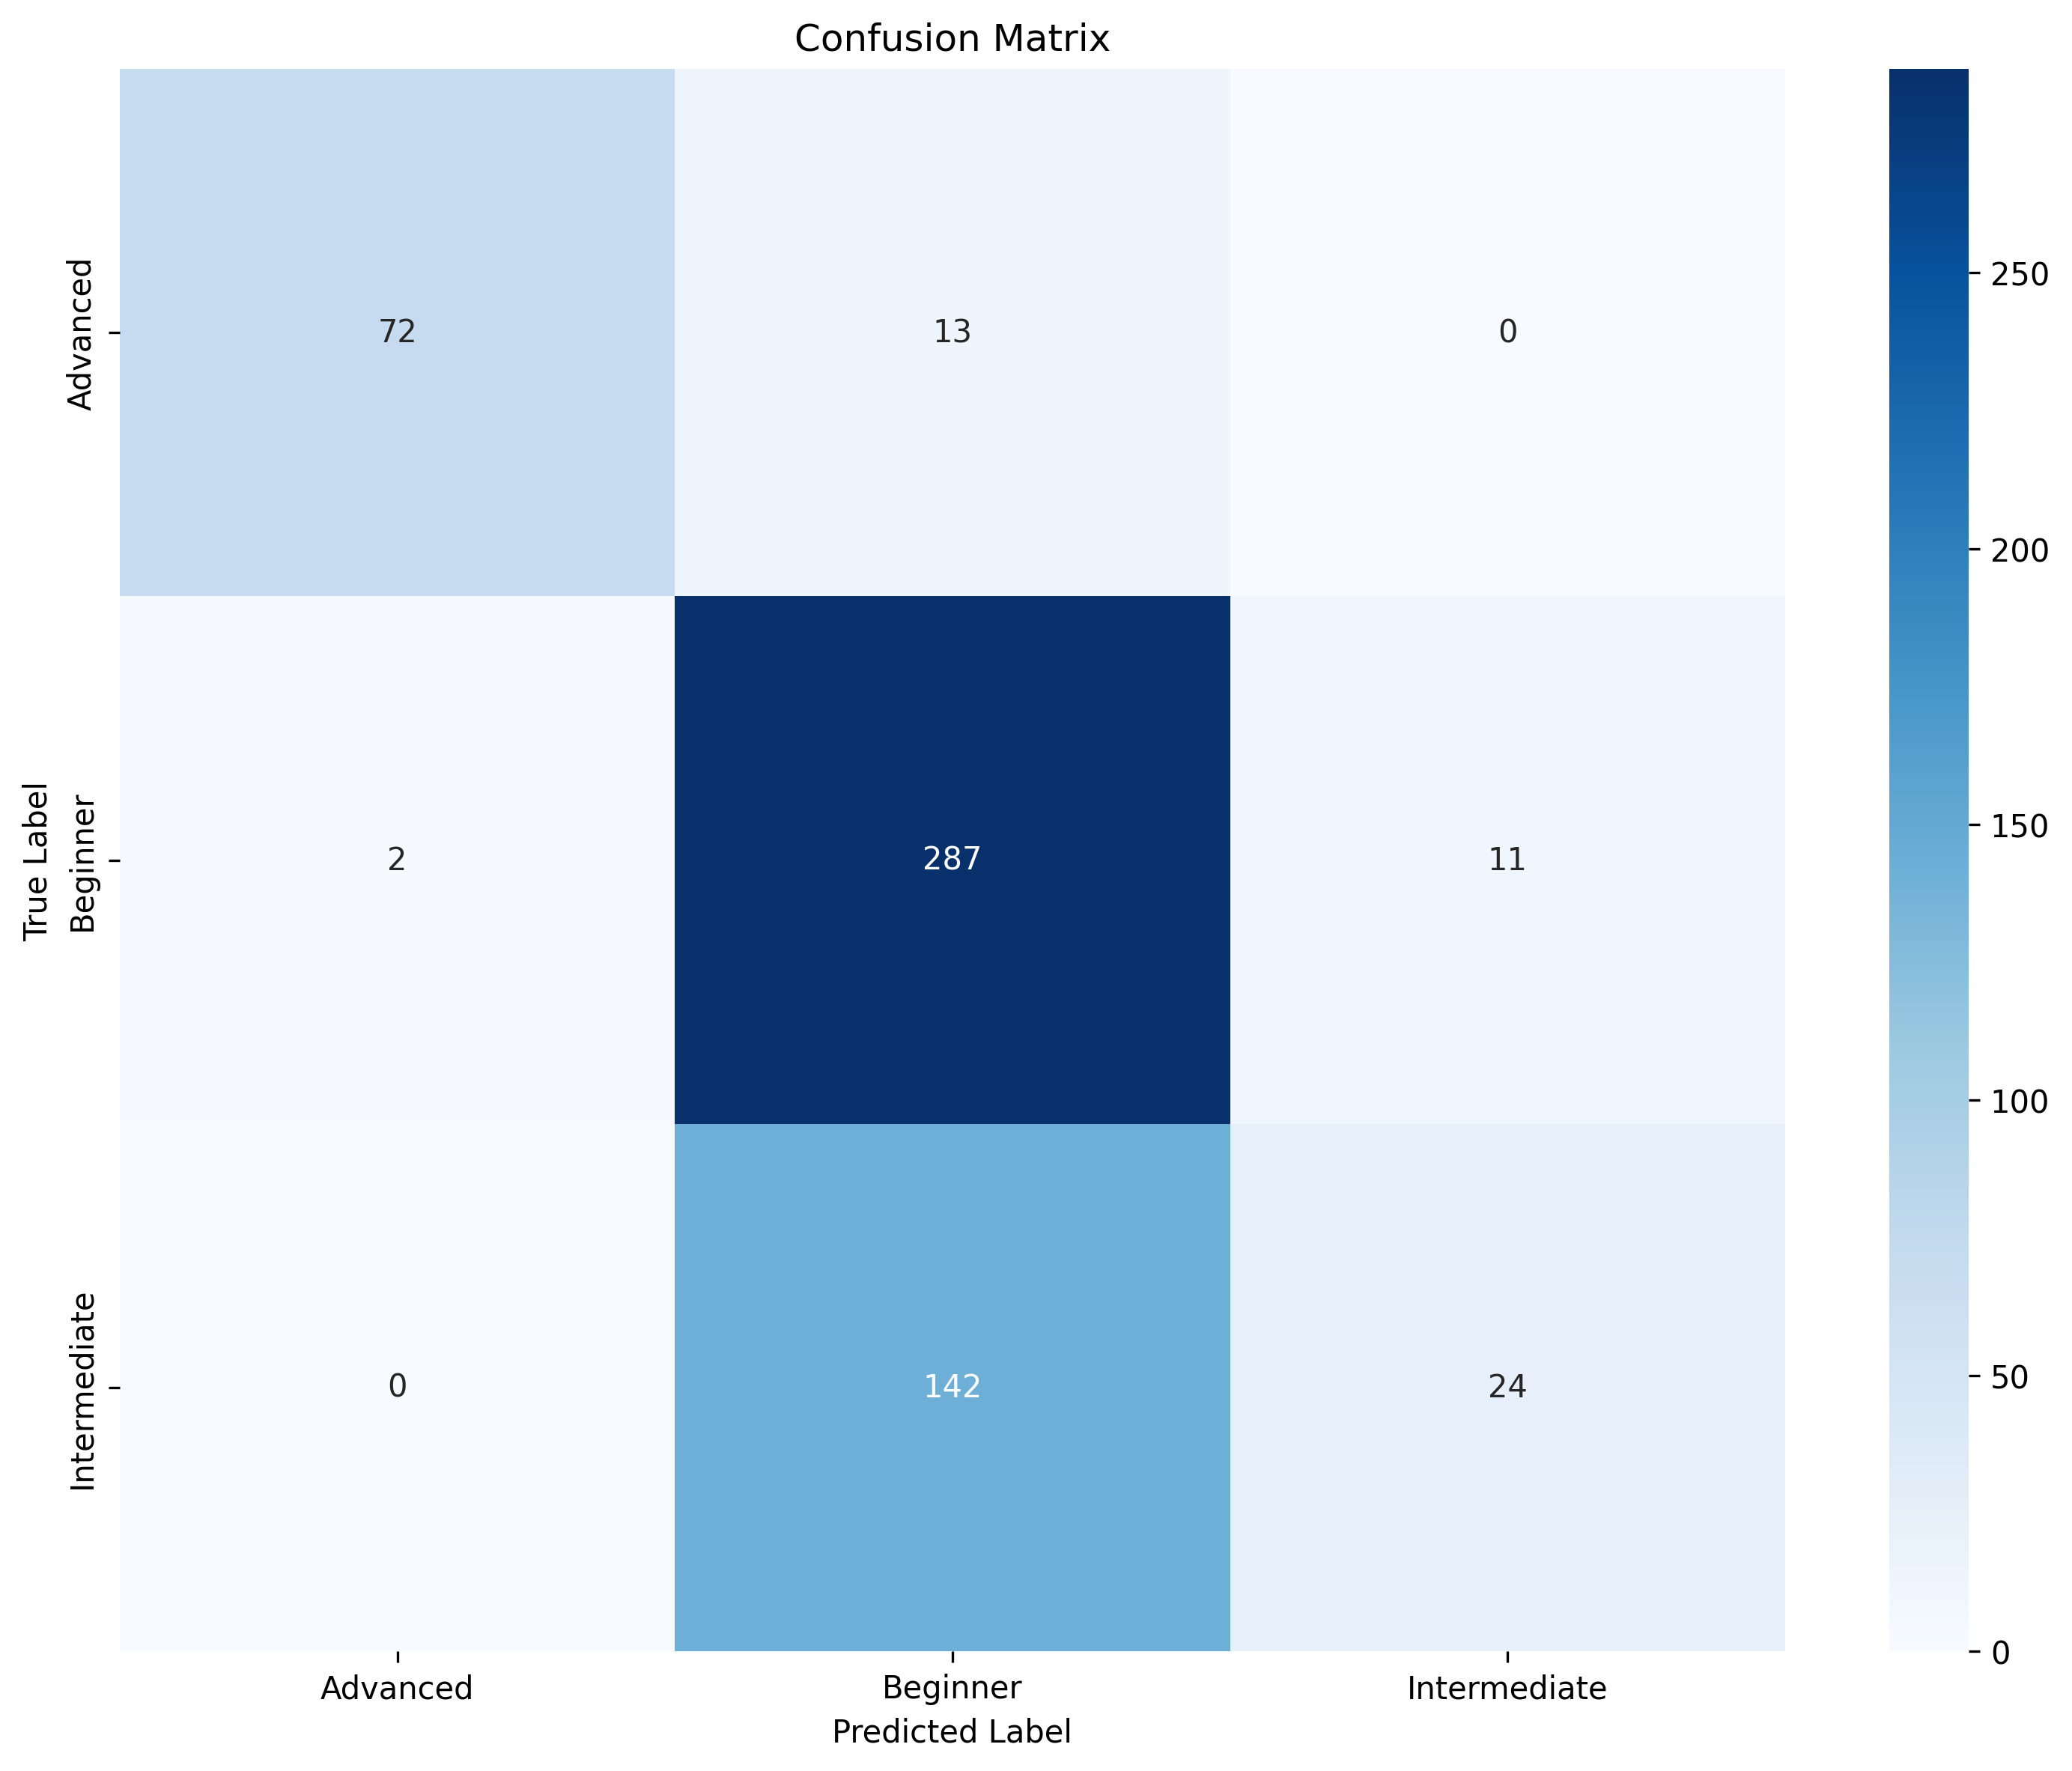 Confusion Matrix
Advanced
72 13 0
250
200
True Label
Beginner
2 287 11
150
100
Intermediate
0 142 24
50
0
Advanced Beginner Intermediate
Predicted Label